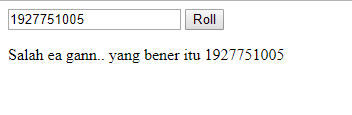 1927751005 Roll
Salah ea gann.. yang bener itu 1927751005